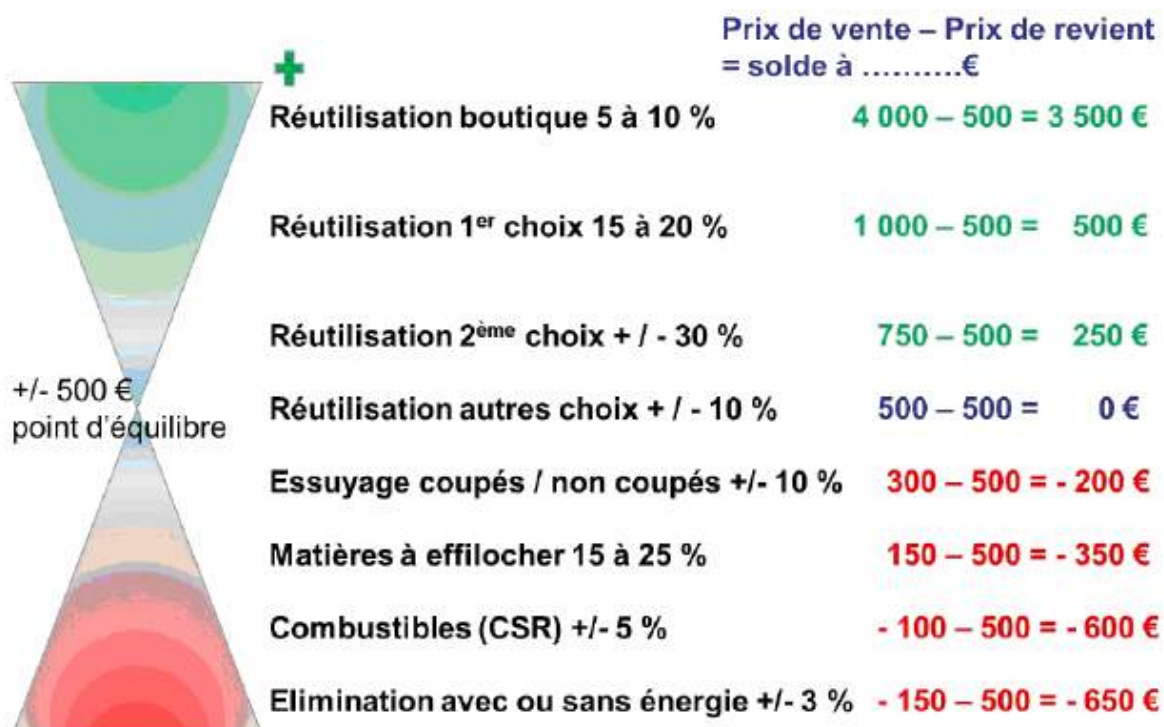 Prix de vente – Prix de revient
= solde à ..........€
+
Réutilisation boutique 5 à 10 % 4 000 – 500 = 3 500 €
Réutilisation 1er choix 15 à 20 % 1 000 – 500 = 500 €
Réutilisation 2ème choix + / - 30 % 750 – 500 = 250 €
+/- 500 €
point d'équilibre
Réutilisation autres choix + / - 10 % 500 – 500 = 0 €
Essuyage coupés / non coupés +/- 10 % 300 – 500 = - 200 €
Matières à effilocher 15 à 25 % 150 – 500 = - 350 €
Combustibles (CSR) +/- 5 % - 100 – 500 = - 600 €
Elimination avec ou sans énergie +/- 3 % - 150 – 500 = - 650 €